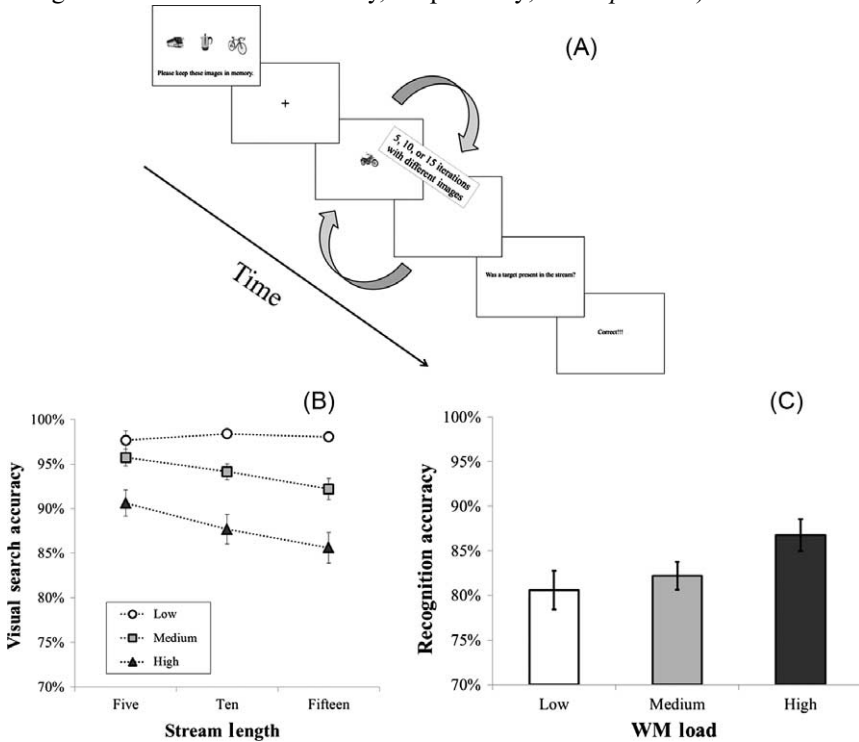 Please keep these images in memory.
(A)
+
5, 10, or 15 iterations
with different images
Was a target present in the stream?
Correct!!!
Time
(B)
Visual search accuracy
100%
95%
90%
85%
80%
75%
70%
Low
Medium
High
Five Ten Fifteen
Stream length
(C)
Recognition accuracy
100%
95%
90%
85%
80%
75%
70%
Low Medium High
WM load